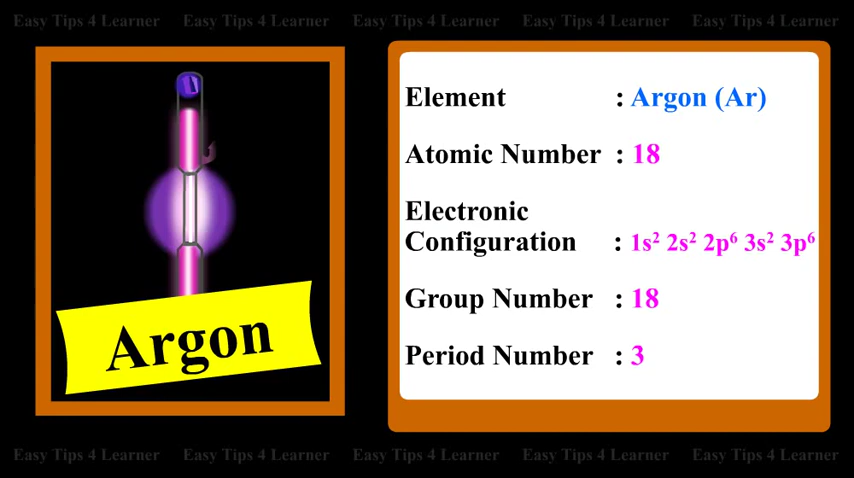 Easy Tips 4 Learner Easy Tips 4 Learner Easy Tips 4 Learner Easy Tips 4 Learner Easy Tips 4 Learner
Argon
Element : Argon (Ar)
Atomic Number : 18
Electronic
Configuration : 1s² 2s² 2p⁶ 3s² 3p⁶
Group Number : 18
Period Number : 3
Easy Tips 4 Learner Easy Tips 4 Learner Easy Tips 4 Learner Easy Tips 4 Learner Easy Tips 4 Learner